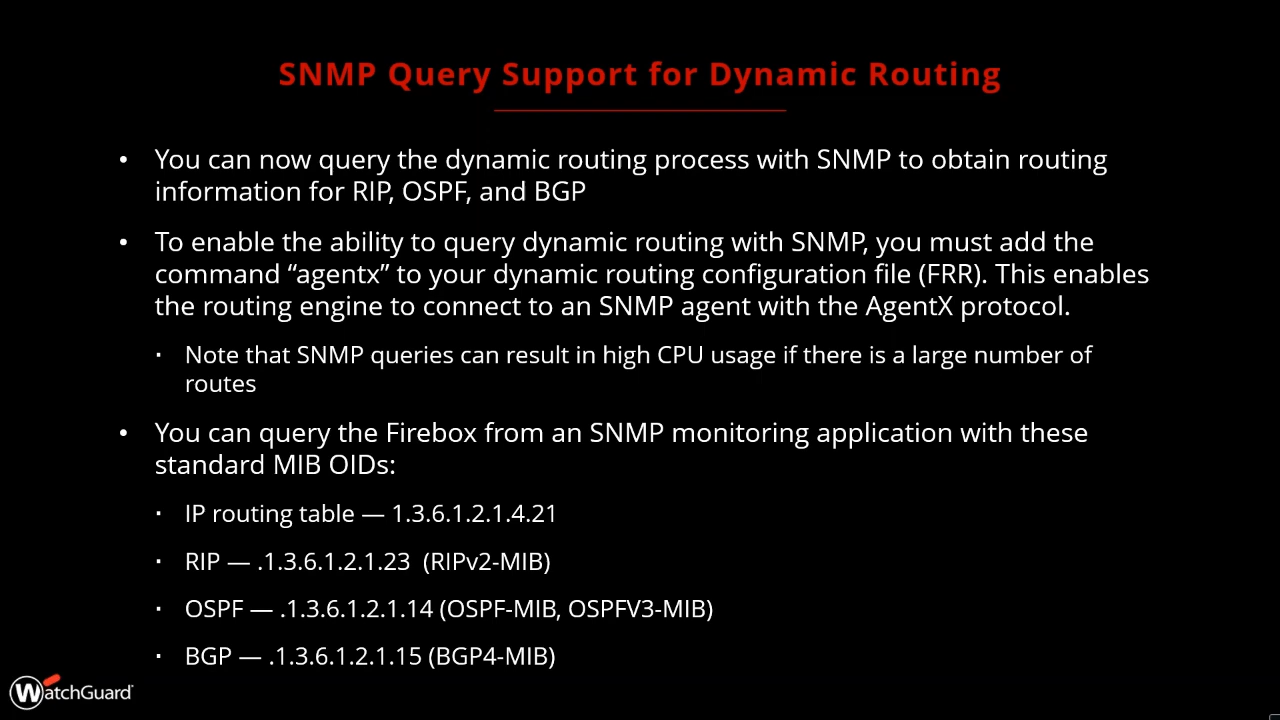 SNMP Query Support for Dynamic Routing
• You can now query the dynamic routing process with SNMP to obtain routing
information for RIP, OSPF, and BGP
• To enable the ability to query dynamic routing with SNMP, you must add the
command “agentx” to your dynamic routing configuration file (FRR). This enables
the routing engine to connect to an SNMP agent with the AgentX protocol.
▪ Note that SNMP queries can result in high CPU usage if there is a large number of
routes
• You can query the Firebox from an SNMP monitoring application with these
standard MIB OIDs:
▪ IP routing table — 1.3.6.1.2.1.4.21
▪ RIP — .1.3.6.1.2.1.23 (RIPv2-MIB)
▪ OSPF — .1.3.6.1.2.1.14 (OSPF-MIB, OSPFV3-MIB)
▪ BGP — .1.3.6.1.2.1.15 (BGP4-MIB)
WatchGuard